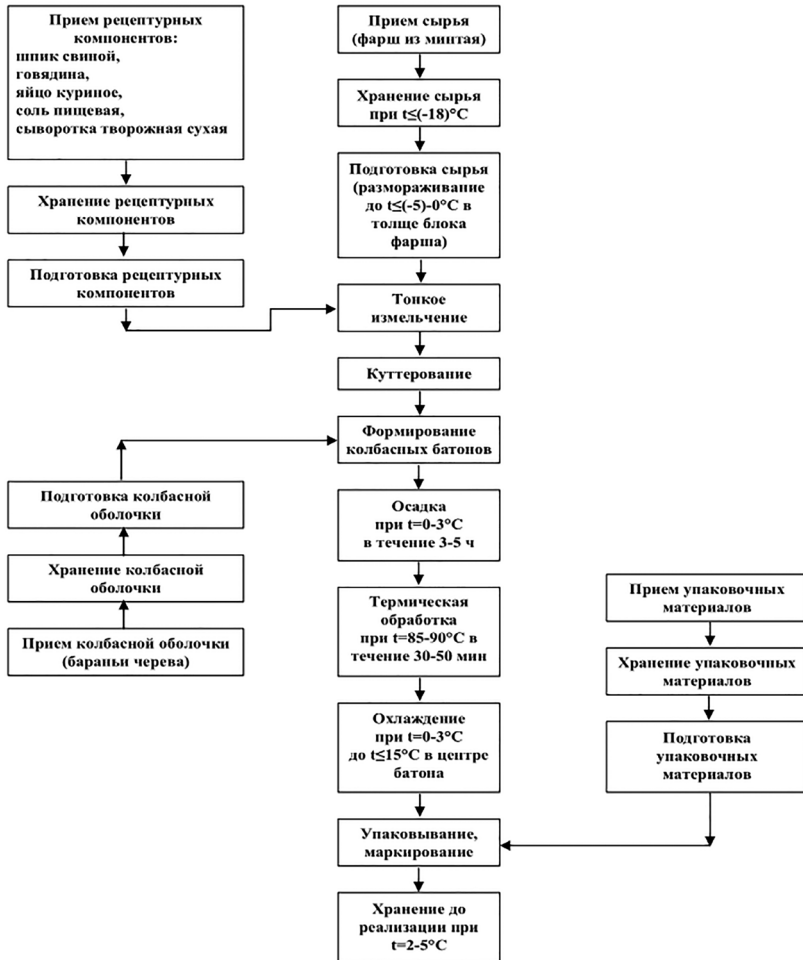 Прием рецептурных
компонентов:
шпик свиной,
говядина,
яйцо куриное,
соль пищевая,
сыворотка творожная сухая
Хранение рецептурных
компонентов
Подготовка рецептурных
компонентов
Прием сырья
(фарш из минтая)
Хранение сырья
при t≤(-18)°С
Подготовка сырья
(размораживание
до t≤(-5)-0°С в
толще блока
фарша)
Тонкое
измельчение
Куттерование
Формирование
колбасных батонов
Подготовка колбасной
оболочки
Хранение колбасной
оболочки
Прием колбасной оболочки
(бараньи черева)
Осадка
при t=0-3°С
в течение 3-5 ч
Термическая
обработка
при t=85-90°С в
течение 30-50 мин
Охлаждение
при t=0-3°С
до t≤15°С в центре
батона
Прием упаковочных
материалов
Хранение упаковочных
материалов
Подготовка
упаковочных
материалов
Упаковывание,
маркирование
Хранение до
реализации при
t=2-5°С